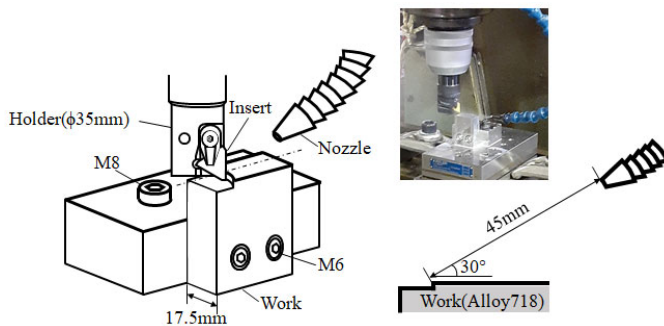 Holder(ϕ35mm)
Insert
Nozzle
M8
M6
Work
17.5mm
45mm
30°
Work(Alloy718)